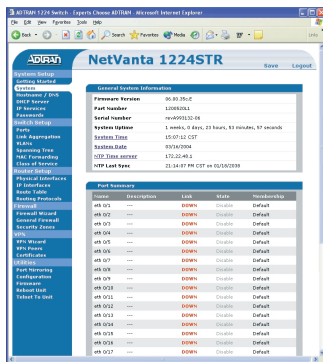 ADTRAN 1224 Switch - Experts Choose ADTRAN - Microsoft Internet Explorer
File Edit View Favorites Tools Help
Back Search Favorites Media Links
ADTRAN
NetVanta 1224STR
Save Logout
System Setup
Getting Started
System
Hostname / DNS
DHCP Server
IP Services
Passwords
Switch Setup
Ports
Link Aggregation
VLANs
Spanning Tree
MAC Forwarding
Class of Service
Router Setup
Physical Interfaces
IP Interfaces
Route Table
Routing Protocols
Firewall
Firewall Wizard
General Firewall
Security Zones
VPN
VPN Wizard
VPN Peers
Certificates
Utilities
Port Mirroring
Configuration
Firmware
Reboot Unit
Telnet To Unit
General System Information
Firmware Version
Part Number 1200520L1
Serial Number
System Uptime 1 weeks, 0 days, 23 hours, 53 minutes, 57 seconds
System Time 15:07:12 CST
System Date 03/16/2004
NTP Time server 172.22.48.1
NTP Last Sync 21:14:07 PM CST on 01/18/2038
Port Summary
Name Description Link State Membership
eth 0/1 --- DOWN Disable Default
eth 0/2 --- DOWN Disable Default
eth 0/3 --- DOWN Disable Default
eth 0/4 --- DOWN Disable Default
eth 0/5 --- DOWN Disable Default
eth 0/6 --- DOWN Disable Default
eth 0/7 --- DOWN Disable Default
eth 0/8 --- DOWN Disable Default
eth 0/9 --- DOWN Disable Default
eth 0/10 --- DOWN Disable Default
eth 0/11 --- DOWN Disable Default
eth 0/12 --- DOWN Disable Default
eth 0/13 --- DOWN Disable Default
eth 0/14 --- DOWN Disable Default
eth 0/15 --- DOWN Disable Default
eth 0/16 --- DOWN Disable Default
eth 0/17 --- DOWN Disable Default